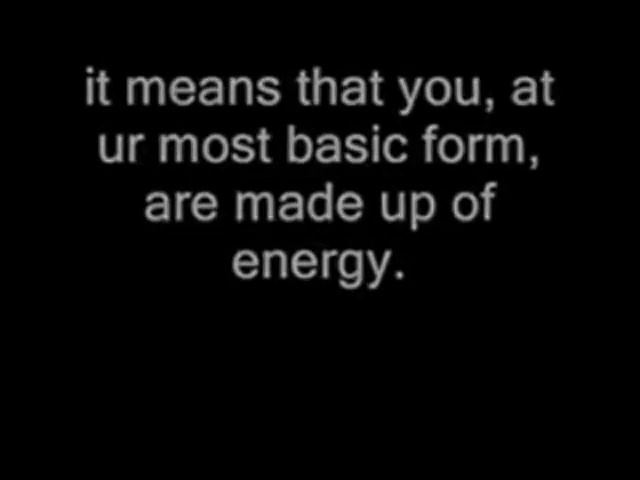 it means that you, at
ur most basic form,
are made up of
energy.